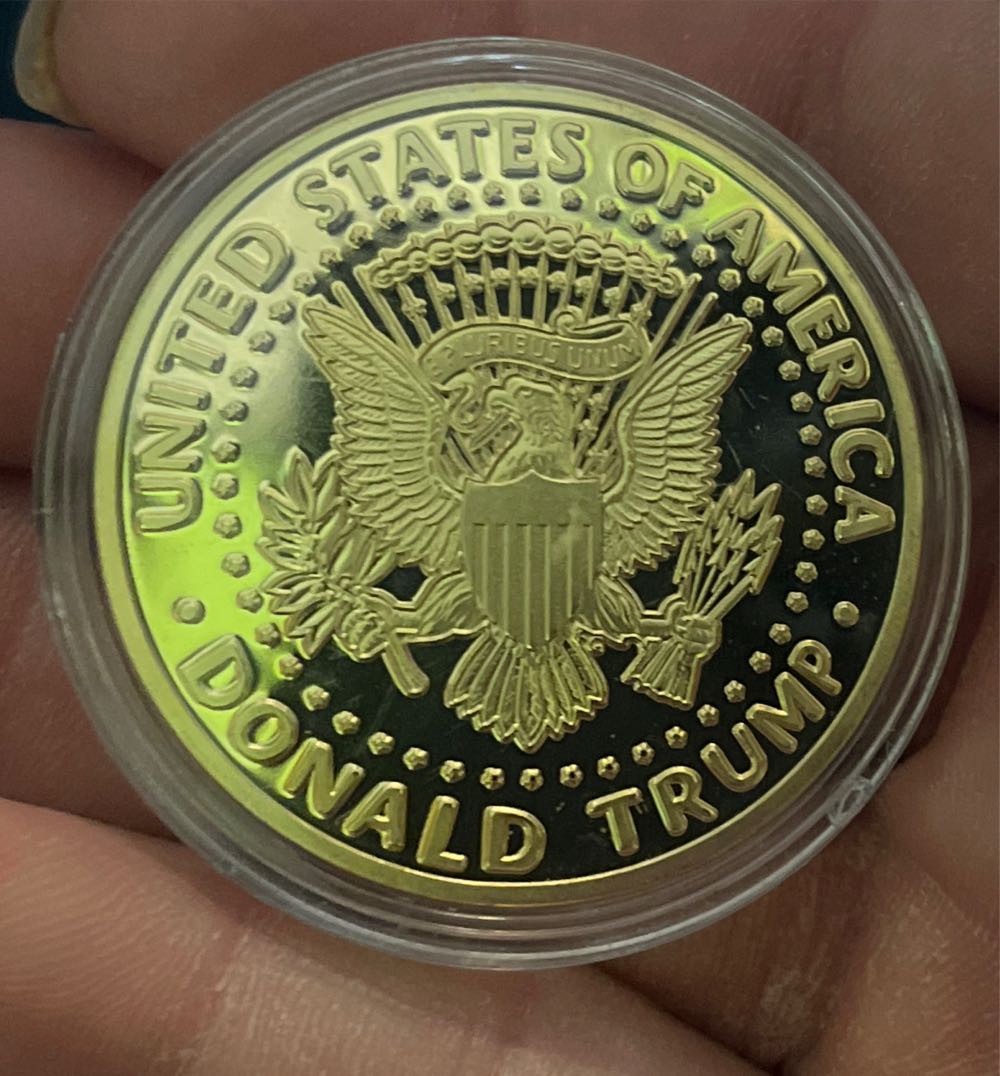 UNITED STATES OF AMERICA
E PLURIBUS UNUM
DONALD TRUMP